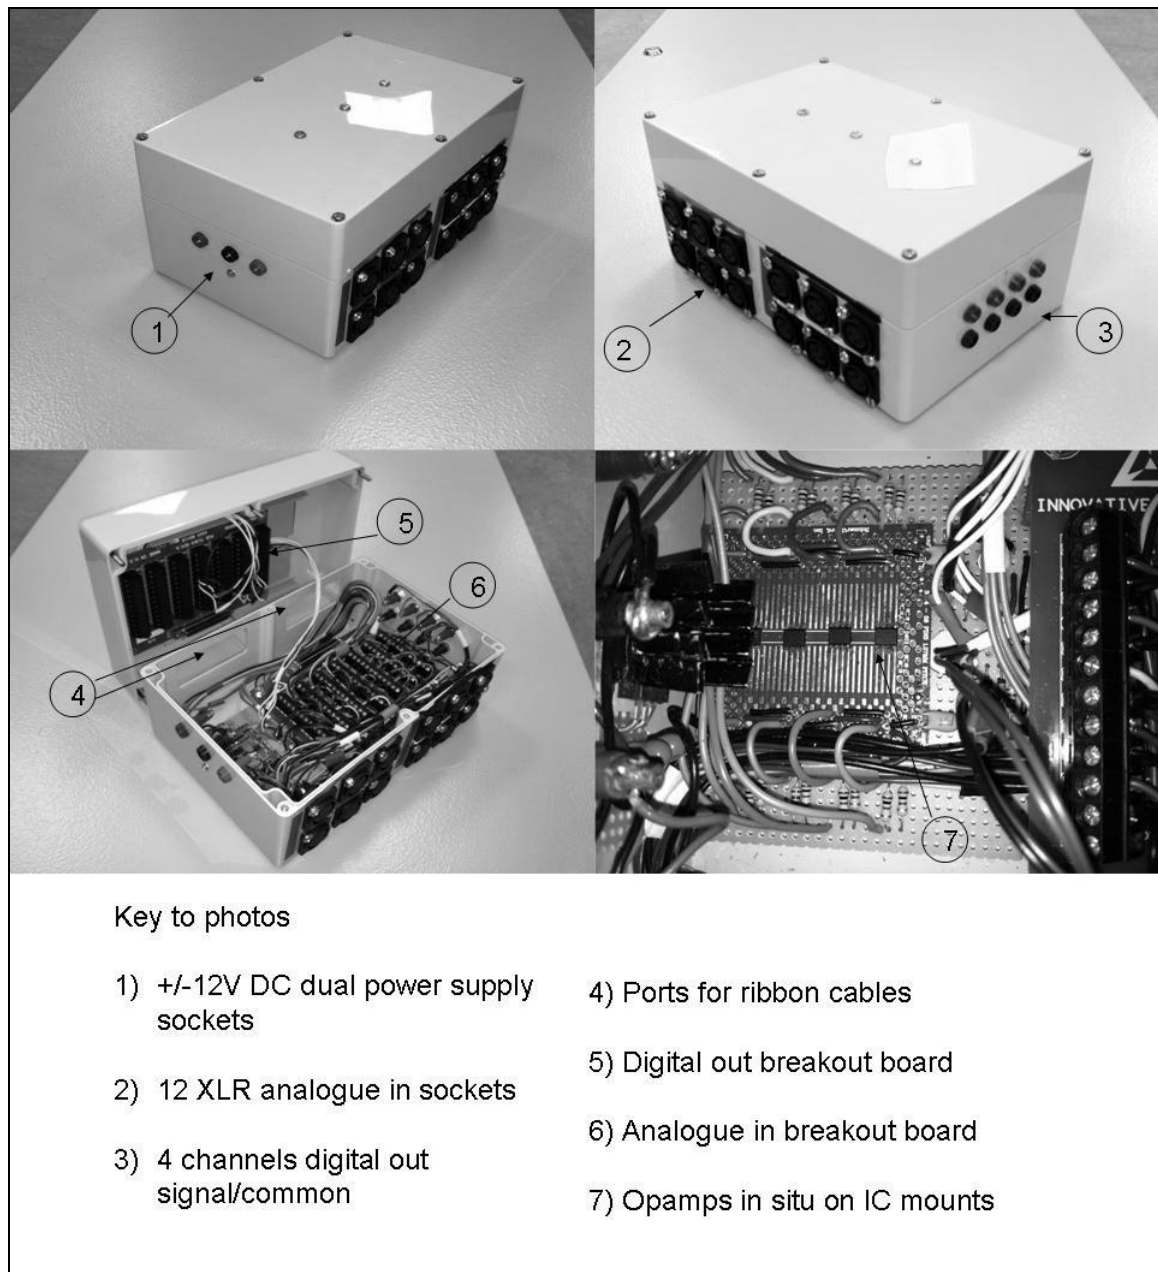 1
2
3
5
6
4
INNOVATIVE
7
Key to photos
1) +/-12V DC dual power supply
sockets
2) 12 XLR analogue in sockets
3) 4 channels digital out
signal/common
4) Ports for ribbon cables
5) Digital out breakout board
6) Analogue in breakout board
7) Opamps in situ on IC mounts